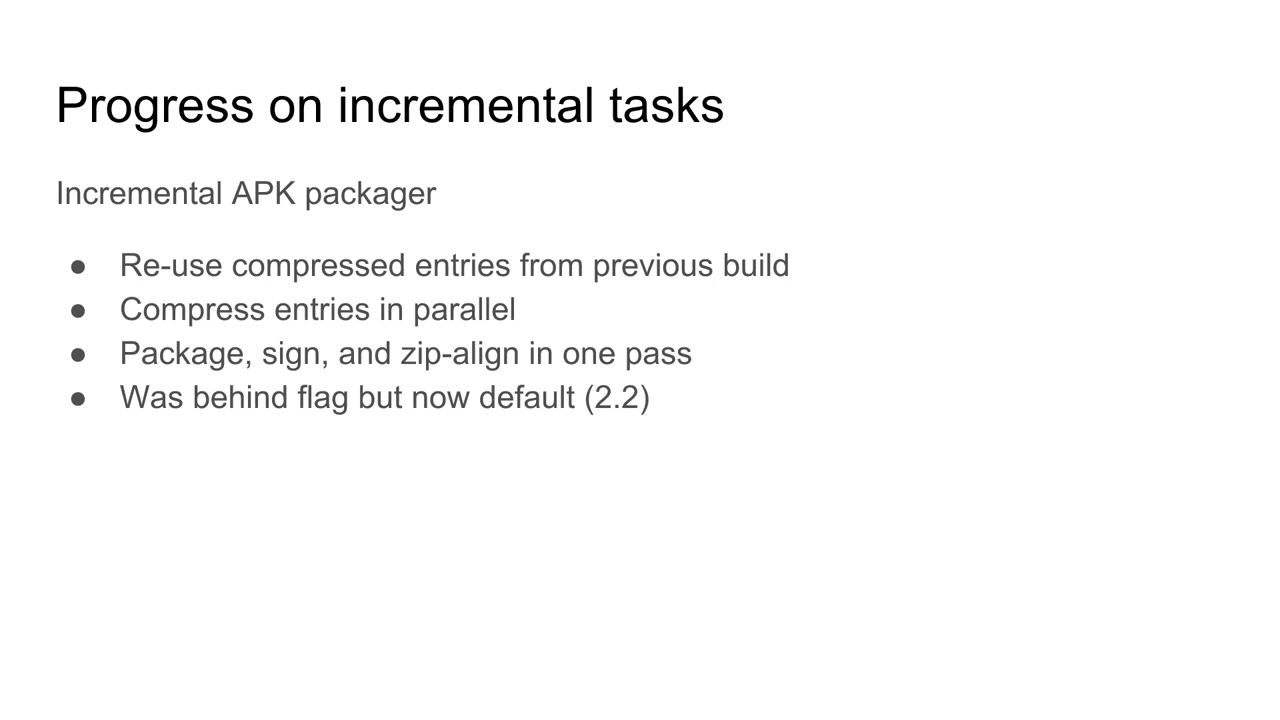 Progress on incremental tasks
Incremental APK packager
● Re-use compressed entries from previous build
● Compress entries in parallel
● Package, sign, and zip-align in one pass
● Was behind flag but now default (2.2)